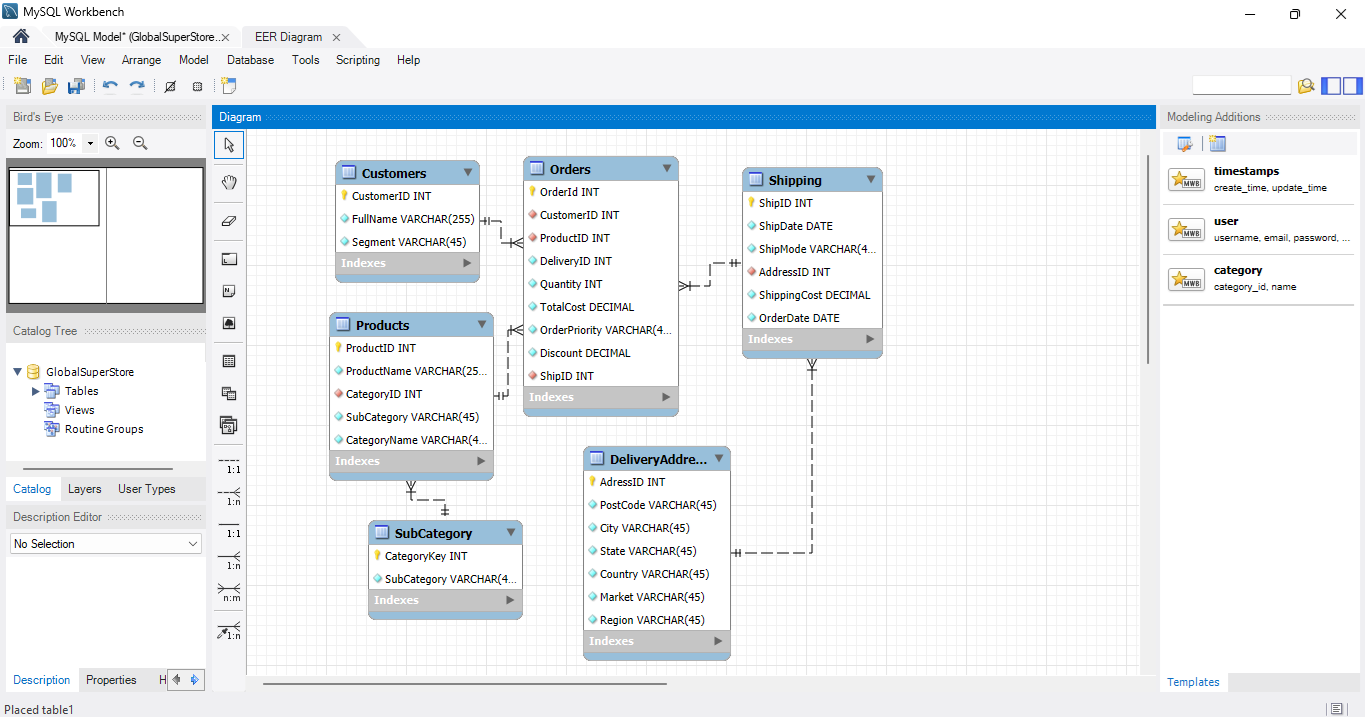 MySQL Workbench
MySQL Model* (GlobalSuperStore..
EER Diagram
File Edit View Arrange Model Database Tools Scripting Help
Bird's Eye
Zoom: 100%
Catalog Tree
GlobalSuperStore
Tables
Views
Routine Groups
Catalog Layers User Types
Description Editor
No Selection
Description Properties H
Placed table1
Diagram
1:1
1:n
1:1
1:n
n:m
1:n
Customers
CustomerID INT
FullName VARCHAR(255)
Segment VARCHAR(45)
Indexes
Orders
OrderId INT
CustomerID INT
ProductID INT
DeliveryID INT
Quantity INT
TotalCost DECIMAL
OrderPriority VARCHAR(4...
Discount DECIMAL
ShipID INT
Indexes
Shipping
ShipID INT
ShipDate DATE
ShipMode VARCHAR(4...
AddressID INT
ShippingCost DECIMAL
OrderDate DATE
Indexes
Products
ProductID INT
ProductName VARCHAR(25...
CategoryID INT
SubCategory VARCHAR(45)
CategoryName VARCHAR(4...
Indexes
SubCategory
CategoryKey INT
SubCategory VARCHAR(4...
Indexes
DeliveryAddre...
AdressID INT
PostCode VARCHAR(45)
City VARCHAR(45)
State VARCHAR(45)
Country VARCHAR(45)
Market VARCHAR(45)
Region VARCHAR(45)
Indexes
Modeling Additions
MWB
timestamps
create_time, update_time
MWB
user
username, email, password, ...
MWB
category
category_id, name
Templates